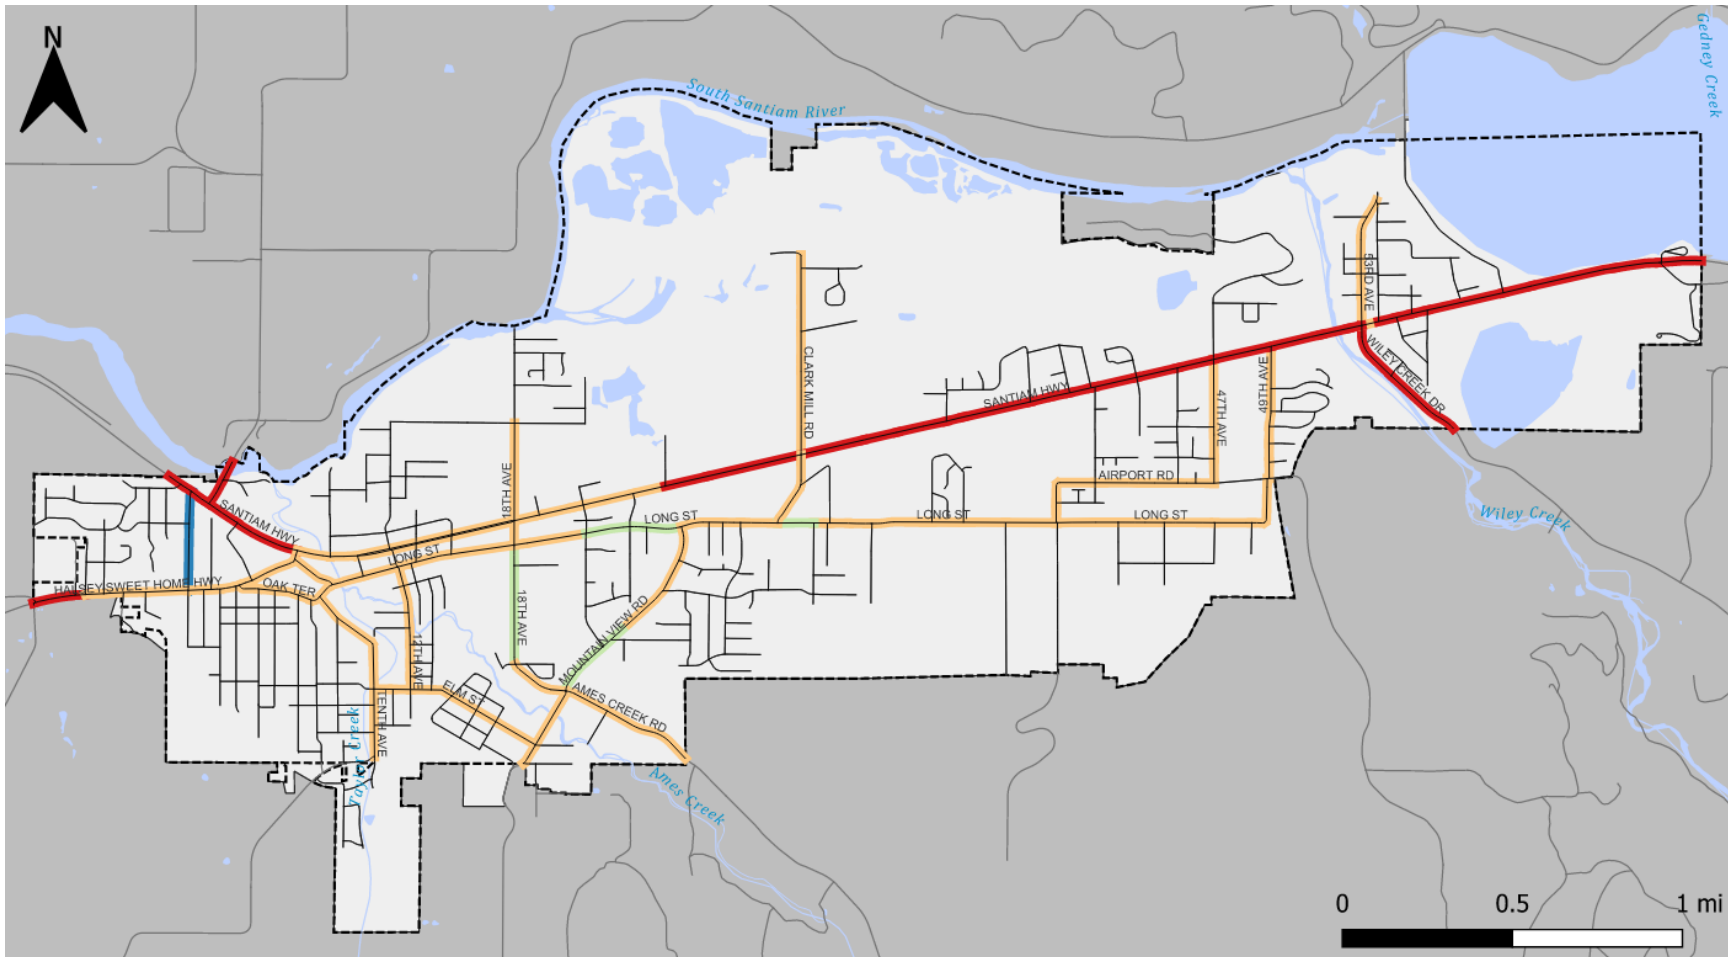 N
Gedney Creek
South Santiam River
53RD AVE
CLARK MILL RD
WILEY CREEK DR
49TH AVE
SANTIAM HWY
47TH AVE
18TH AVE
AIRPORT RD
SANTIAM HWY
LONG ST
LONG ST
LONG ST
Wiley Creek
LONG ST
HALSEY-SWEET HOME HWY
OAK TER
18TH AVE
MOUNTAIN VIEW RD
12TH AVE
ELM ST
AMES CREEK RD
TENTH AVE
Taylor Creek
Ames Creek
0 0.5 1 mi